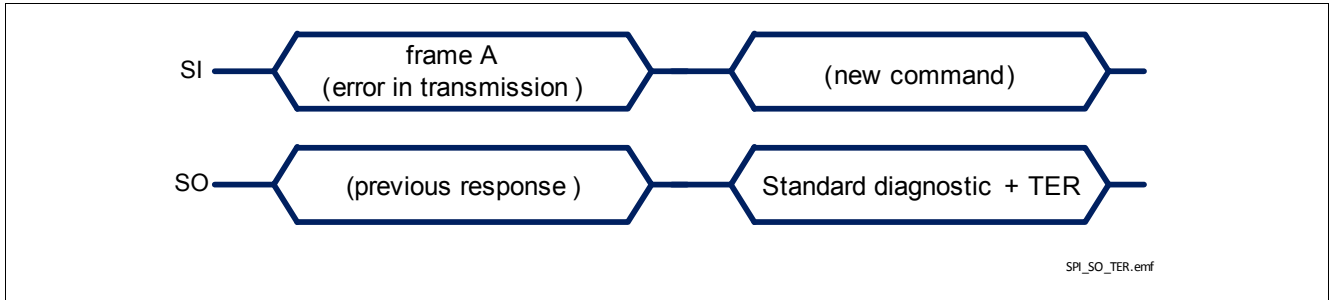 SI
frame A
(error in transmission )
(new command)
SO
(previous response )
Standard diagnostic + TER
SPI_SO_TER.emf